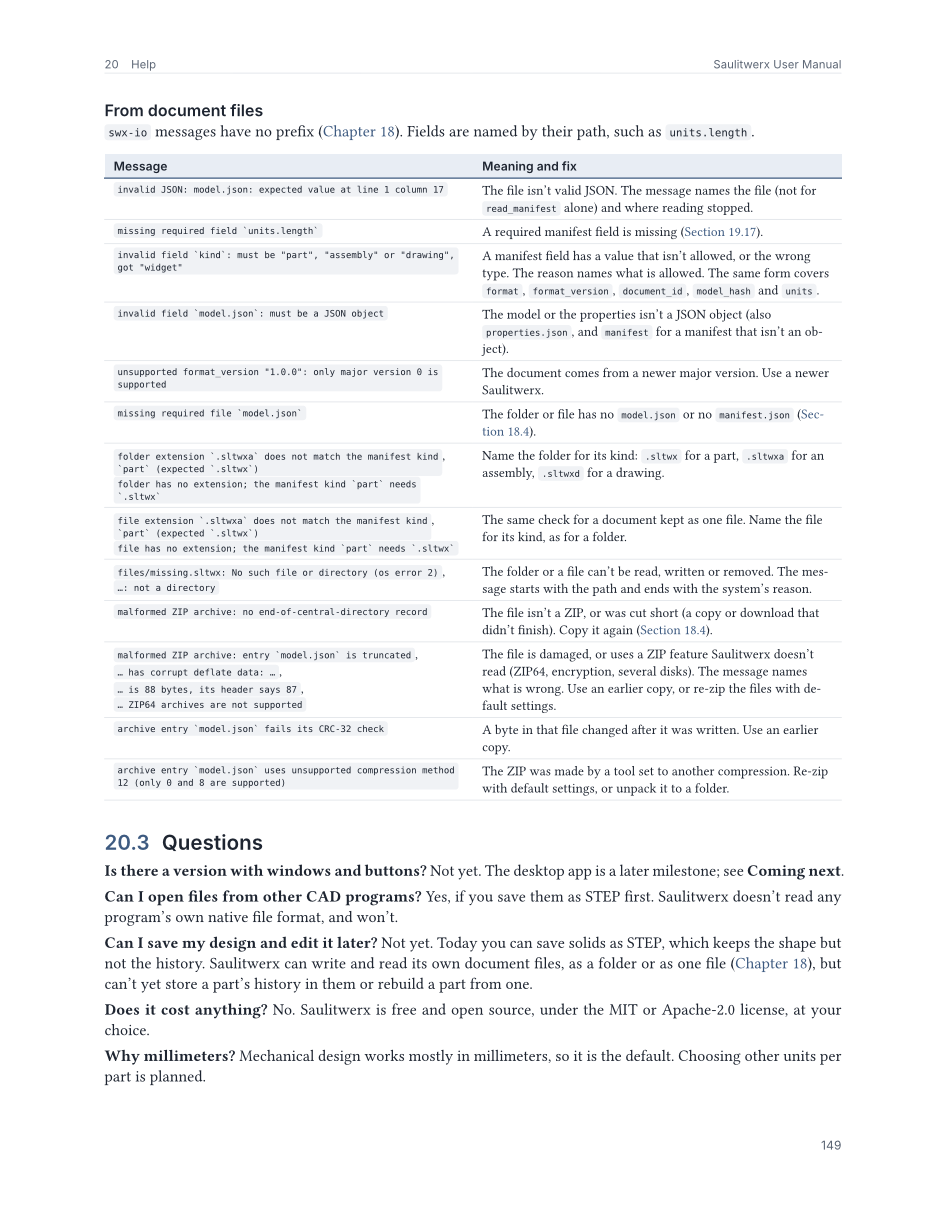 20 Help
Saulitwerx User Manual
From document files
swx-io messages have no prefix (Chapter 18). Fields are named by their path, such as units.length.
Message
Meaning and fix
invalid JSON: model.json: expected value at line 1 column 17
The file isn't valid JSON. The message names the file (not for
read_manifest alone) and where reading stopped.
missing required field `units.length`
A required manifest field is missing (Section 19.17).
invalid field `kind`: must be "part", "assembly" or "drawing",
got "widget"
A manifest field has a value that isn't allowed, or the wrong
type. The reason names what is allowed. The same form covers
format, format_version, document_id, model_hash and units.
invalid field `model.json`: must be a JSON object
The model or the properties isn't a JSON object (also
properties.json, and manifest for a manifest that isn't an ob-
ject).
unsupported format_version "1.0.0": only major version 0 is
supported
The document comes from a newer major version. Use a newer
Saulitwerx.
missing required file `model.json`
The folder or file has no model.json or no manifest.json (Sec-
tion 18.4).
folder extension `.sltwxa` does not match the manifest kind,
`part` (expected `.sltwx`)
folder has no extension; the manifest kind `part` needs
`.sltwx`
Name the folder for its kind: .sltwx for a part, .sltwxa for an
assembly, .sltwxd for a drawing.
file extension `.sltwxa` does not match the manifest kind,
`part` (expected `.sltwx`)
file has no extension; the manifest kind `part` needs `.sltwx`
The same check for a document kept as one file. Name the file
for its kind, as for a folder.
files/missing.sltwx: No such file or directory (os error 2),
…: not a directory
The folder or a file can't be read, written or removed. The mes-
sage starts with the path and ends with the system's reason.
malformed ZIP archive: no end-of-central-directory record
The file isn't a ZIP, or was cut short (a copy or download that
didn't finish). Copy it again (Section 18.4).
malformed ZIP archive: entry `model.json` is truncated,
… has corrupt deflate data: …,
… is 88 bytes, its header says 87,
… ZIP64 archives are not supported
The file is damaged, or uses a ZIP feature Saulitwerx doesn't
read (ZIP64, encryption, several disks). The message names
what is wrong. Use an earlier copy, or re-zip the files with de-
fault settings.
archive entry `model.json` fails its CRC-32 check
A byte in that file changed after it was written. Use an earlier
copy.
archive entry `model.json` uses unsupported compression method
12 (only 0 and 8 are supported)
The ZIP was made by a tool set to another compression. Re-zip
with default settings, or unpack it to a folder.
20.3 Questions
Is there a version with windows and buttons? Not yet. The desktop app is a later milestone; see Coming next.
Can I open files from other CAD programs? Yes, if you save them as STEP first. Saulitwerx doesn't read any
program's own native file format, and won't.
Can I save my design and edit it later? Not yet. Today you can save solids as STEP, which keeps the shape but
not the history. Saulitwerx can write and read its own document files, as a folder or as one file (Chapter 18), but
can't yet store a part's history in them or rebuild a part from one.
Does it cost anything? No. Saulitwerx is free and open source, under the MIT or Apache-2.0 license, at your
choice.
Why millimeters? Mechanical design works mostly in millimeters, so it is the default. Choosing other units per
part is planned.
149